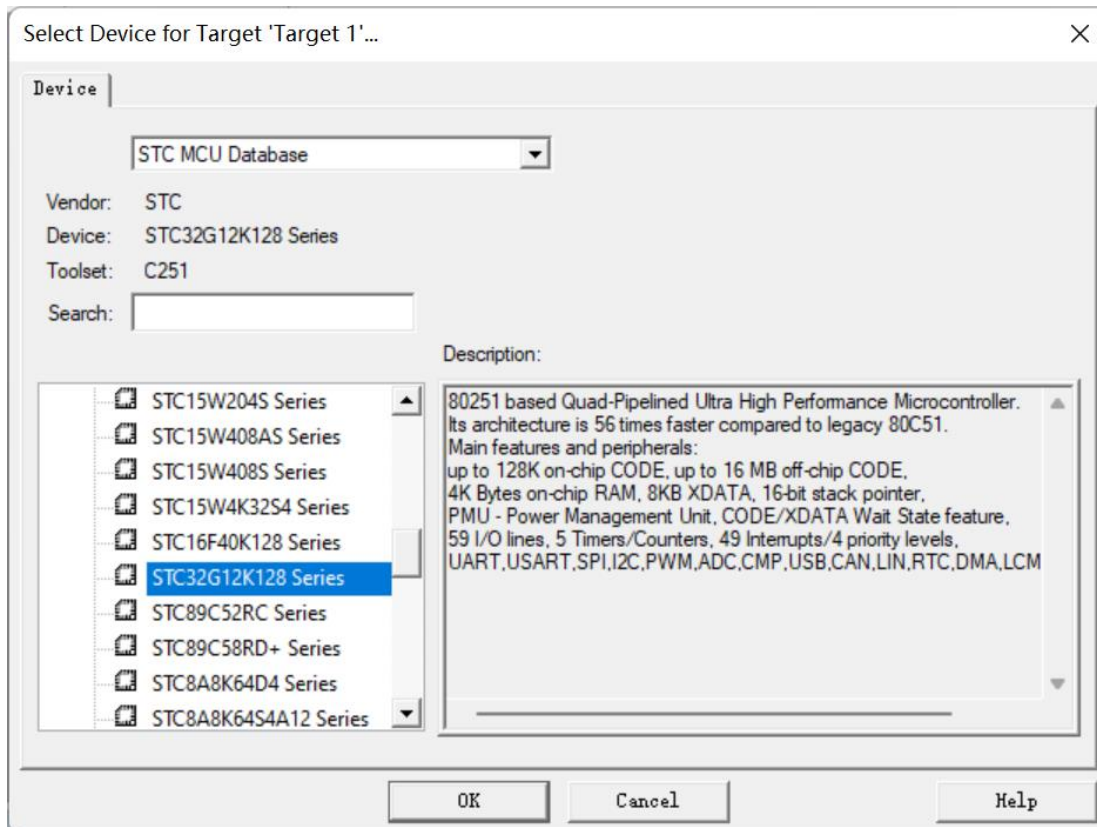 Select Device for Target 'Target 1'...
Device
STC MCU Database
Vendor: STC
Device: STC32G12K128 Series
Toolset: C251
Search:
Description:
STC15W204S Series
STC15W408AS Series
STC15W408S Series
STC15W4K32S4 Series
STC16F40K128 Series
STC32G12K128 Series
STC89C52RC Series
STC89C58RD+ Series
STC8A8K64D4 Series
STC8A8K64S4A12 Series
80251 based Quad-Pipelined Ultra High Performance Microcontroller.
Its architecture is 56 times faster compared to legacy 80C51.
Main features and peripherals:
up to 128K on-chip CODE, up to 16 MB off-chip CODE,
4K Bytes on-chip RAM, 8KB XDATA, 16-bit stack pointer,
PMU - Power Management Unit, CODE/XDATA Wait State feature,
59 I/O lines, 5 Timers/Counters, 49 Interrupts/4 priority levels,
UART,USART,SPI,I2C,PWM,ADC,CMP,USB,CAN,LIN,RTC,DMA,LCM
OK
Cancel
Help